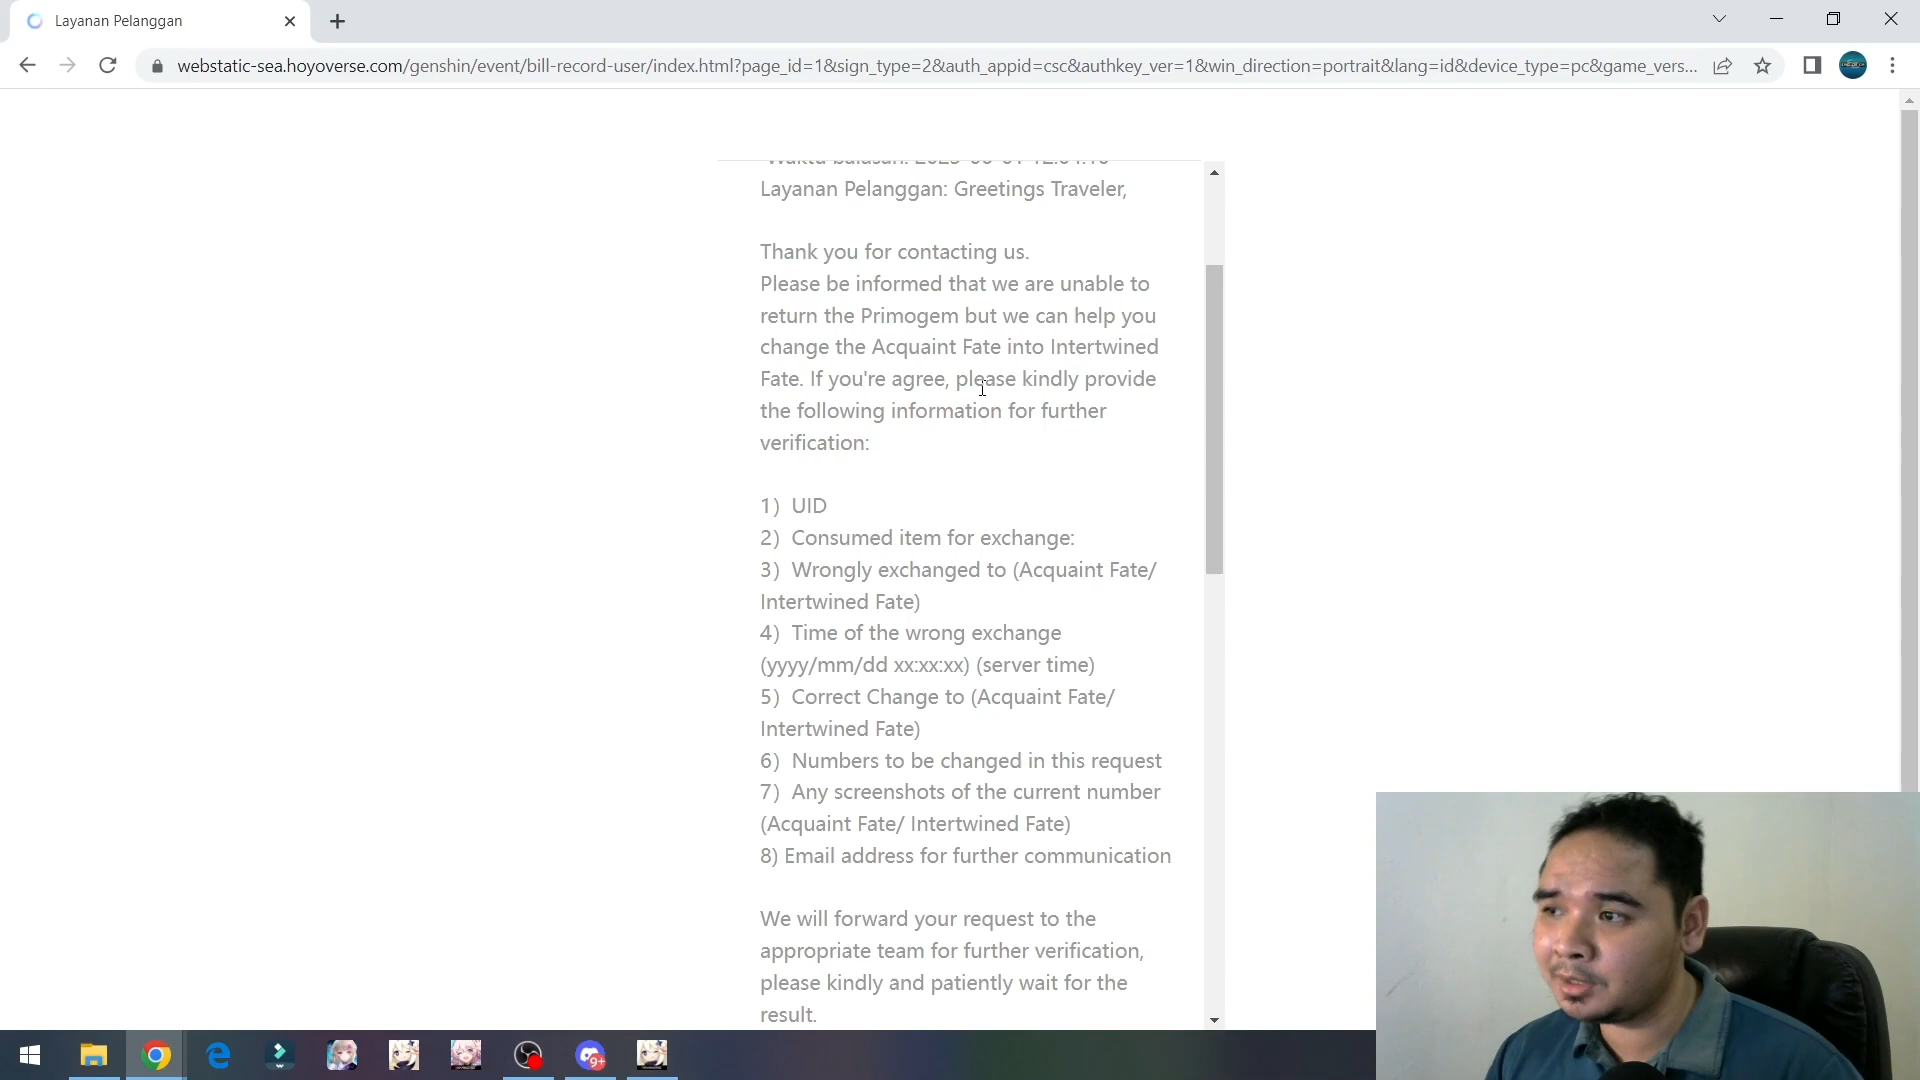 Layanan Pelanggan
webstatic-sea.hoyoverse.com/genshin/event/bill-record-user/index.html?page_id=1&sign_type=2&auth_appid=csc&authkey_ver=1&win_direction=portrait&lang=id&device_type=pc&game_vers...
Layanan Pelanggan: Greetings Traveler,
Thank you for contacting us.
Please be informed that we are unable to
return the Primogem but we can help you
change the Acquaint Fate into Intertwined
Fate. If you're agree, please kindly provide
the following information for further
verification:
1) UID
2) Consumed item for exchange:
3) Wrongly exchanged to (Acquaint Fate/
Intertwined Fate)
4) Time of the wrong exchange
(yyyy/mm/dd xx:xx:xx) (server time)
5) Correct Change to (Acquaint Fate/
Intertwined Fate)
6) Numbers to be changed in this request
7) Any screenshots of the current number
(Acquaint Fate/ Intertwined Fate)
8) Email address for further communication
We will forward your request to the
appropriate team for further verification,
please kindly and patiently wait for the
result.
9+